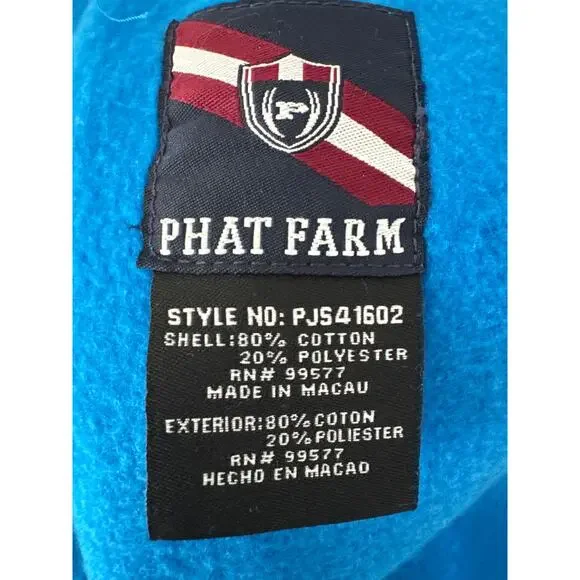 P
PHAT FARM
STYLE NO: PJS41602
SHELL:80% COTTON
20% POLYESTER
RN# 99577
MADE IN MACAU
EXTERIOR:80% COTON
20% POLIESTER
RN# 99577
HECHO EN MACAO